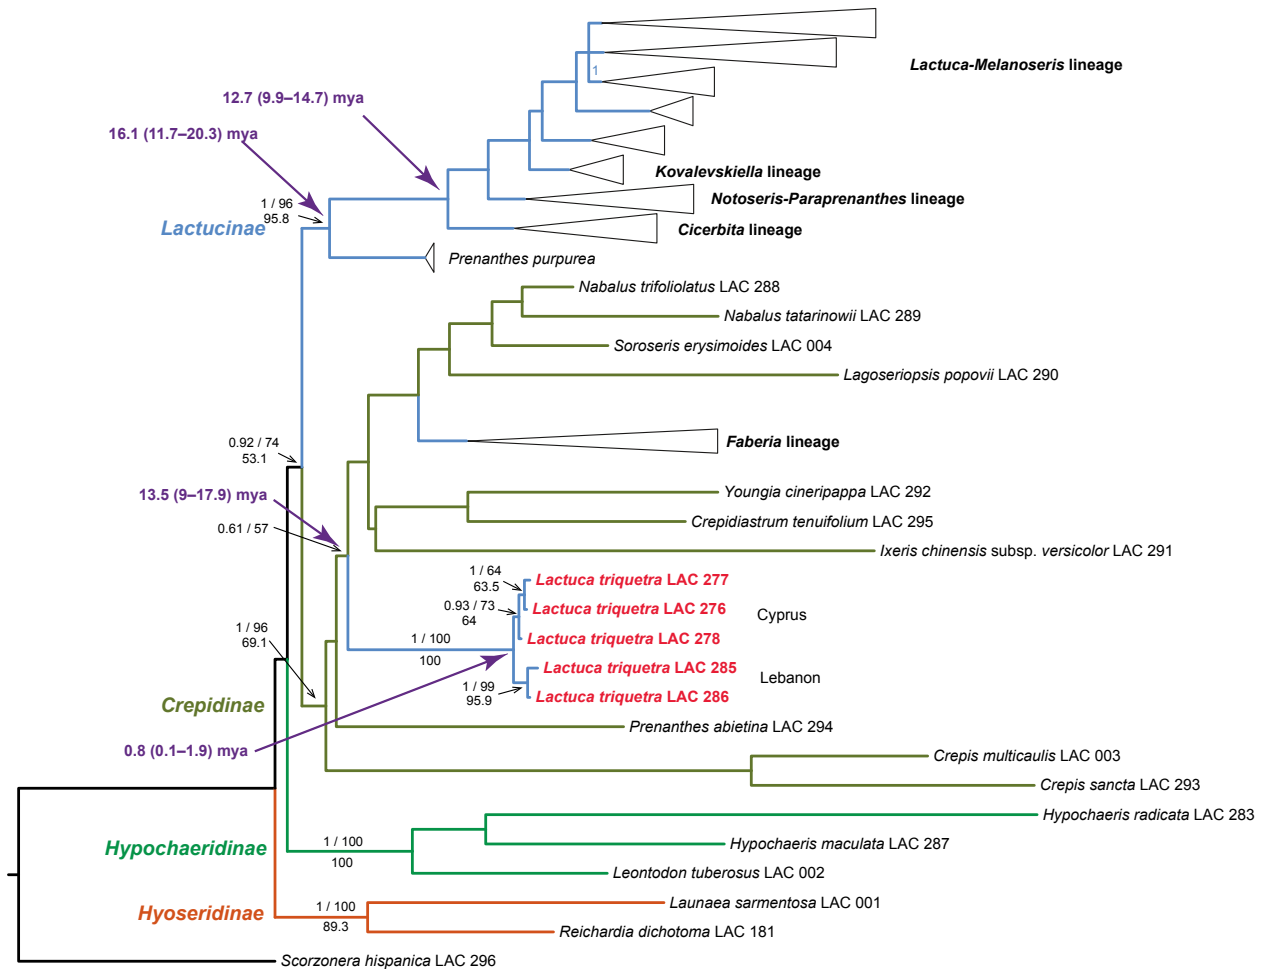 1
Lactuca-Melanoseris lineage
12.7 (9.9–14.7) mya
16.1 (11.7–20.3) mya
Kovalevskiella lineage
Notoseris-Paraprenanthes lineage
1 / 96
95.8
Lactucinae
Cicerbita lineage
Prenanthes purpurea
Nabalus trifoliolatus LAC 288
Nabalus tatarinowii LAC 289
Soroseris erysimoides LAC 004
Lagoseriopsis popovii LAC 290
0.92 / 74
53.1
Faberia lineage
13.5 (9–17.9) mya
Youngia cineripappa LAC 292
0.61 / 57
Crepidiastrum tenuifolium LAC 295
Ixeris chinensis subsp. versicolor LAC 291
1 / 64
63.5
Lactuca triquetra LAC 277
0.93 / 73
64
Lactuca triquetra LAC 276
Cyprus
1 / 96
69.1
1 / 100
100
Lactuca triquetra LAC 278
Lactuca triquetra LAC 285
Lebanon
1 / 99
95.9
Lactuca triquetra LAC 286
Crepidinae
Prenanthes abietina LAC 294
0.8 (0.1–1.9) mya
Crepis multicaulis LAC 003
Crepis sancta LAC 293
Hypochaeris radicata LAC 283
Hypochaeridinae
1 / 100
100
Hypochaeris maculata LAC 287
Leontodon tuberosus LAC 002
Hyoseridinae
1 / 100
89.3
Launaea sarmentosa LAC 001
Reichardia dichotoma LAC 181
Scorzonera hispanica LAC 296